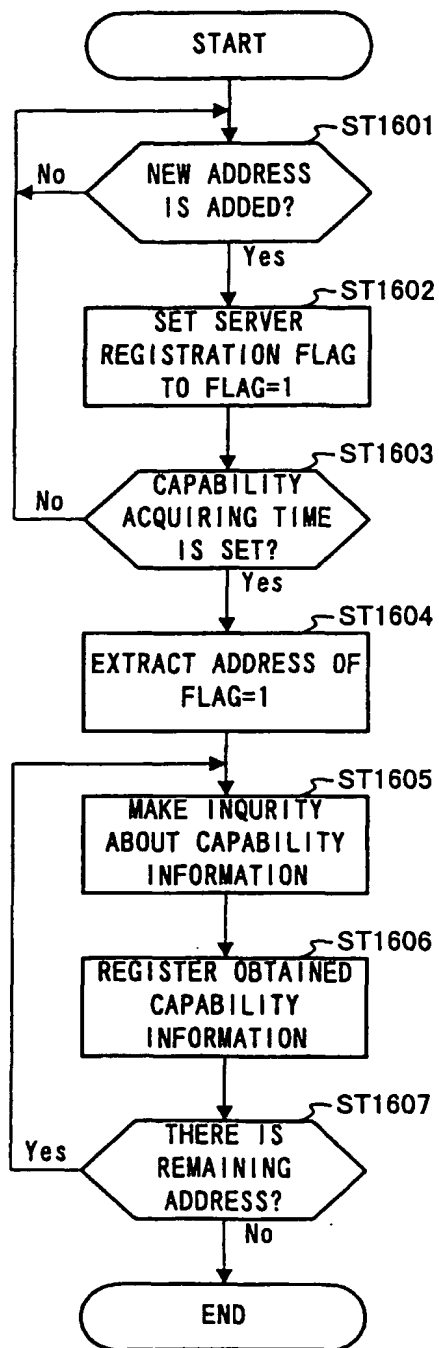 START
ST1601
NEW ADDRESS
IS ADDED?
No
Yes
ST1602
SET SERVER
REGISTRATION FLAG
TO FLAG=1
ST1603
CAPABILITY
ACQUIRING TIME
IS SET?
No
Yes
ST1604
EXTRACT ADDRESS OF
FLAG=1
ST1605
MAKE INQURITY
ABOUT CAPABILITY
INFORMATION
ST1606
REGISTER OBTAINED
CAPABILITY
INFORMATION
ST1607
THERE IS
REMAINING
ADDRESS?
Yes
No
END